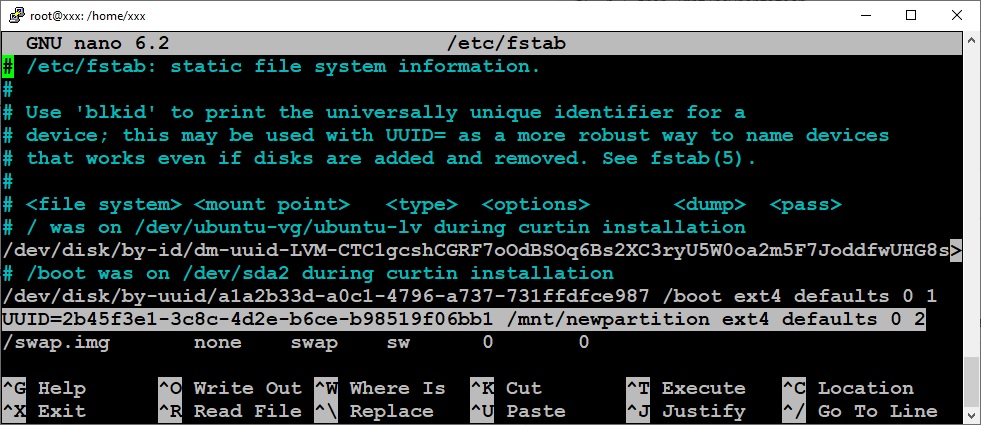 root@xxx: /home/xxx
GNU nano 6.2 /etc/fstab
# /etc/fstab: static file system information.
#
# Use 'blkid' to print the universally unique identifier for a
# device; this may be used with UUID= as a more robust way to name devices
# that works even if disks are added and removed. See fstab(5).
#
# <file system> <mount point>   <type>  <options>       <dump>  <pass>
# / was on /dev/ubuntu-vg/ubuntu-lv during curtin installation
/dev/disk/by-id/dm-uuid-LVM-CTC1gcshCGRF7oOdBSOq6Bs2XC3ryU5W0oa2m5F7JoddfwUHG8s>
# /boot was on /dev/sda2 during curtin installation
/dev/disk/by-uuid/a1a2b33d-a0c1-4796-a737-731ffdfce987 /boot ext4 defaults 0 1
UUID=2b45f3e1-3c8c-4d2e-b6ce-b98519f06bb1 /mnt/newpartition ext4 defaults 0 2
/swap.img       none    swap    sw      0       0
^G Help ^O Write Out ^W Where Is ^K Cut ^T Execute ^C Location
^X Exit ^R Read File ^\ Replace ^U Paste ^J Justify ^/ Go To Line